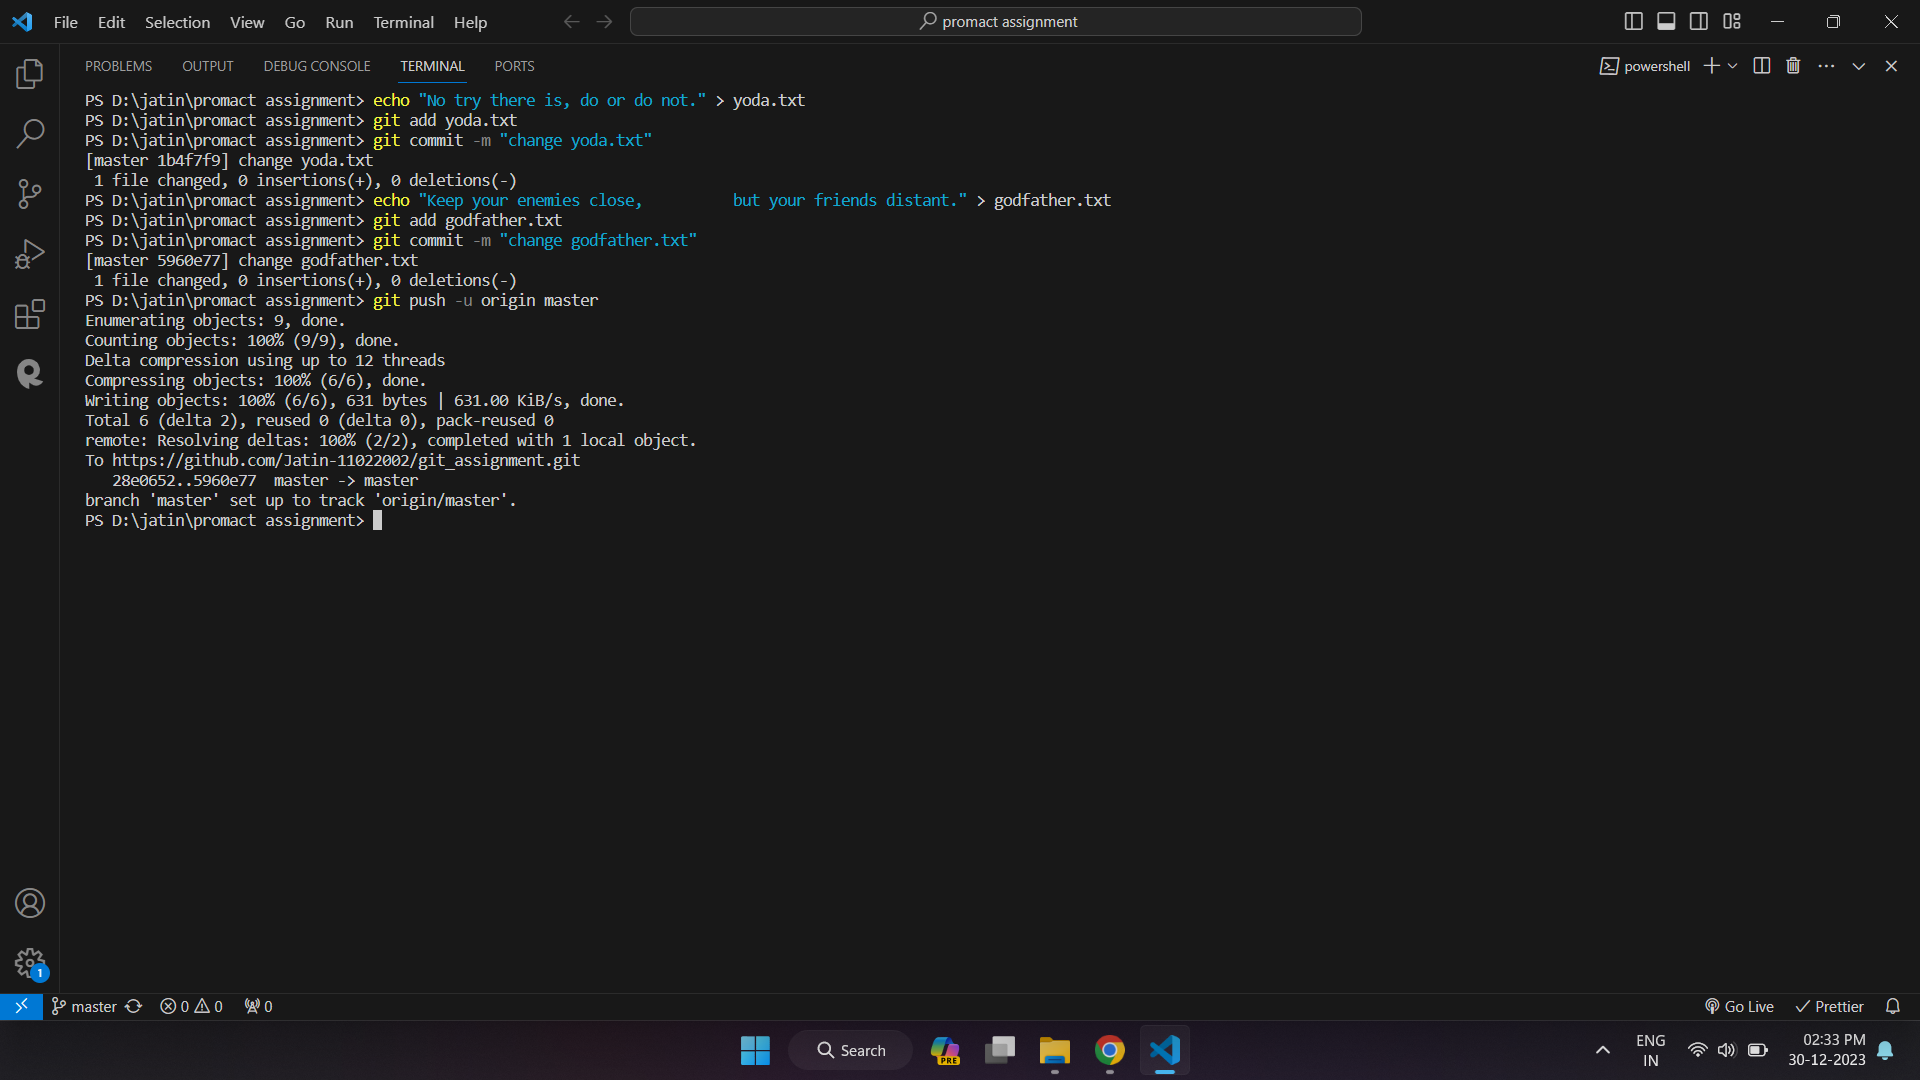 File Edit Selection View Go Run Terminal Help
promact assignment
PROBLEMS OUTPUT DEBUG CONSOLE TERMINAL PORTS
powershell
PS D:\jatin\promact assignment> echo "No try there is, do or do not." > yoda.txt
PS D:\jatin\promact assignment> git add yoda.txt
PS D:\jatin\promact assignment> git commit -m "change yoda.txt"
[master 1b4f7f9] change yoda.txt
 1 file changed, 0 insertions(+), 0 deletions(-)
PS D:\jatin\promact assignment> echo "Keep your enemies close,          but your friends distant." > godfather.txt
PS D:\jatin\promact assignment> git add godfather.txt
PS D:\jatin\promact assignment> git commit -m "change godfather.txt"
[master 5960e77] change godfather.txt
 1 file changed, 0 insertions(+), 0 deletions(-)
PS D:\jatin\promact assignment> git push -u origin master
Enumerating objects: 9, done.
Counting objects: 100% (9/9), done.
Delta compression using up to 12 threads
Compressing objects: 100% (6/6), done.
Writing objects: 100% (6/6), 631 bytes | 631.00 KiB/s, done.
Total 6 (delta 2), reused 0 (delta 0), pack-reused 0
remote: Resolving deltas: 100% (2/2), completed with 1 local object.
To https://github.com/Jatin-11022002/git_assignment.git
   28e0652..5960e77  master -> master
branch 'master' set up to track 'origin/master'.
PS D:\jatin\promact assignment>
1
master 0 0 0
Go Live Prettier
Search
PRE
ENG
IN
02:33 PM
30-12-2023